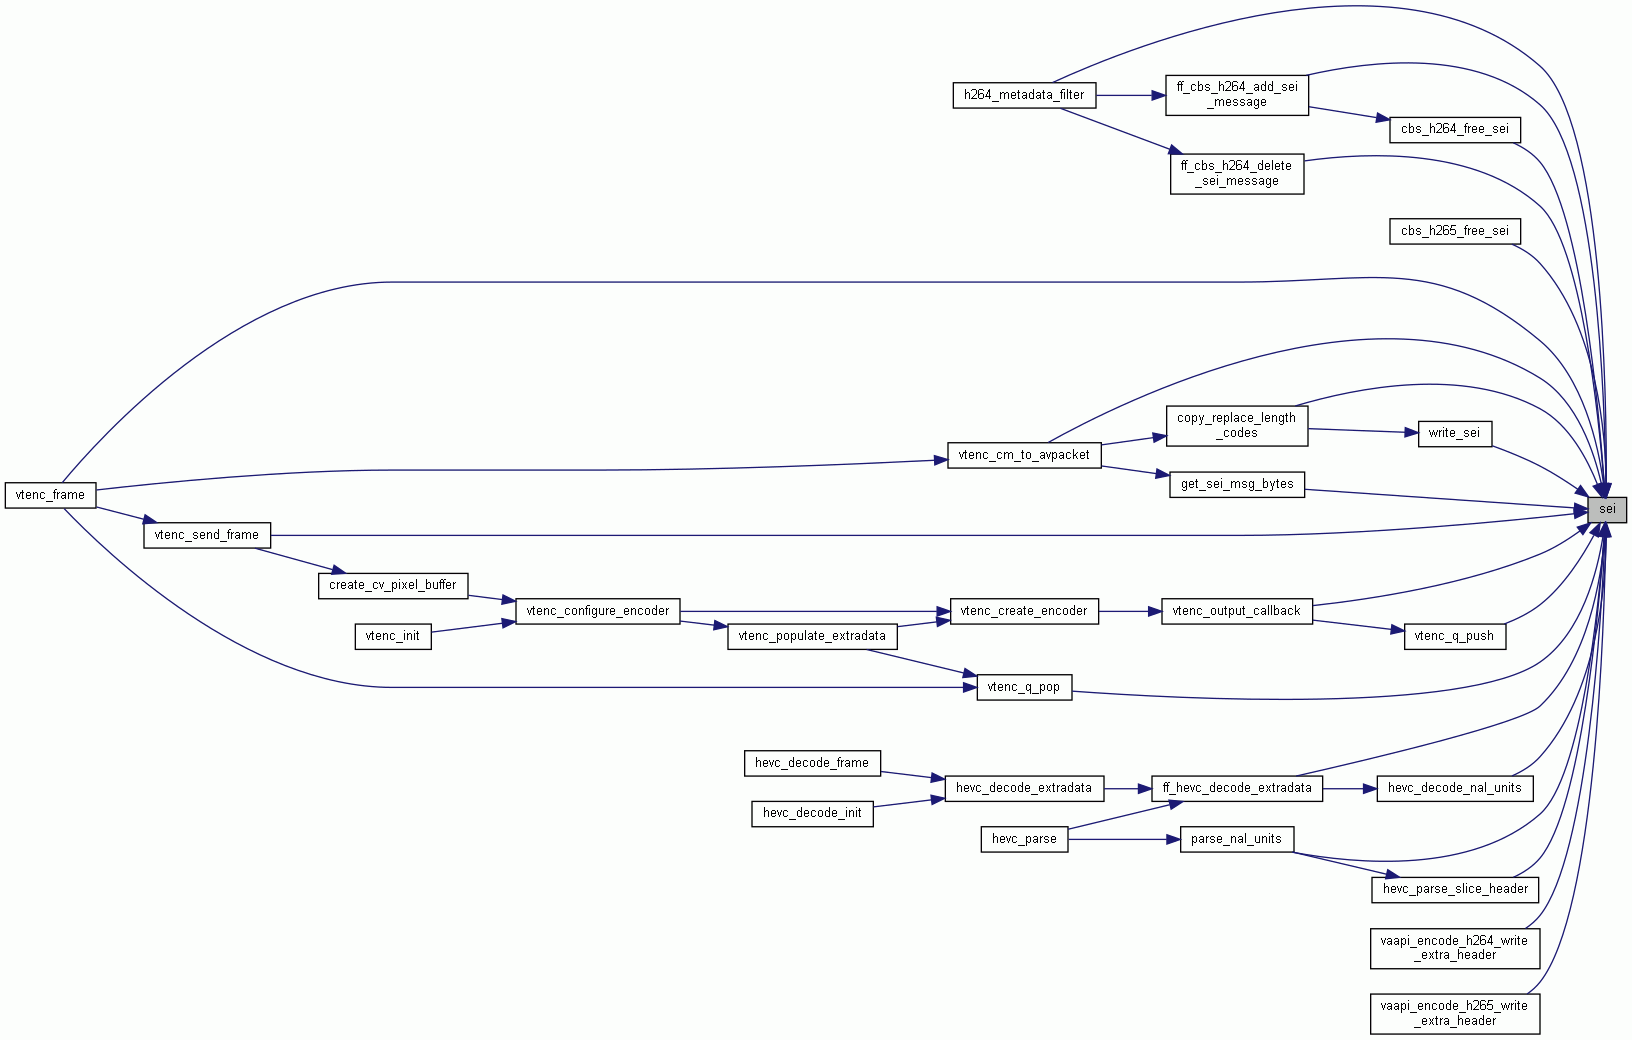 h264_metadata_filter
ff_cbs_h264_add_sei
_message
cbs_h264_free_sei
ff_cbs_h264_delete
_sei_message
cbs_h265_free_sei
copy_replace_length
_codes
write_sei
vtenc_cm_to_avpacket
get_sei_msg_bytes
vtenc_frame
sei
vtenc_send_frame
create_cv_pixel_buffer
vtenc_configure_encoder
vtenc_create_encoder
vtenc_output_callback
vtenc_init
vtenc_populate_extradata
vtenc_q_push
vtenc_q_pop
hevc_decode_frame
hevc_decode_extradata
ff_hevc_decode_extradata
hevc_decode_nal_units
hevc_decode_init
hevc_parse
parse_nal_units
hevc_parse_slice_header
vaapi_encode_h264_write
_extra_header
vaapi_encode_h265_write
_extra_header